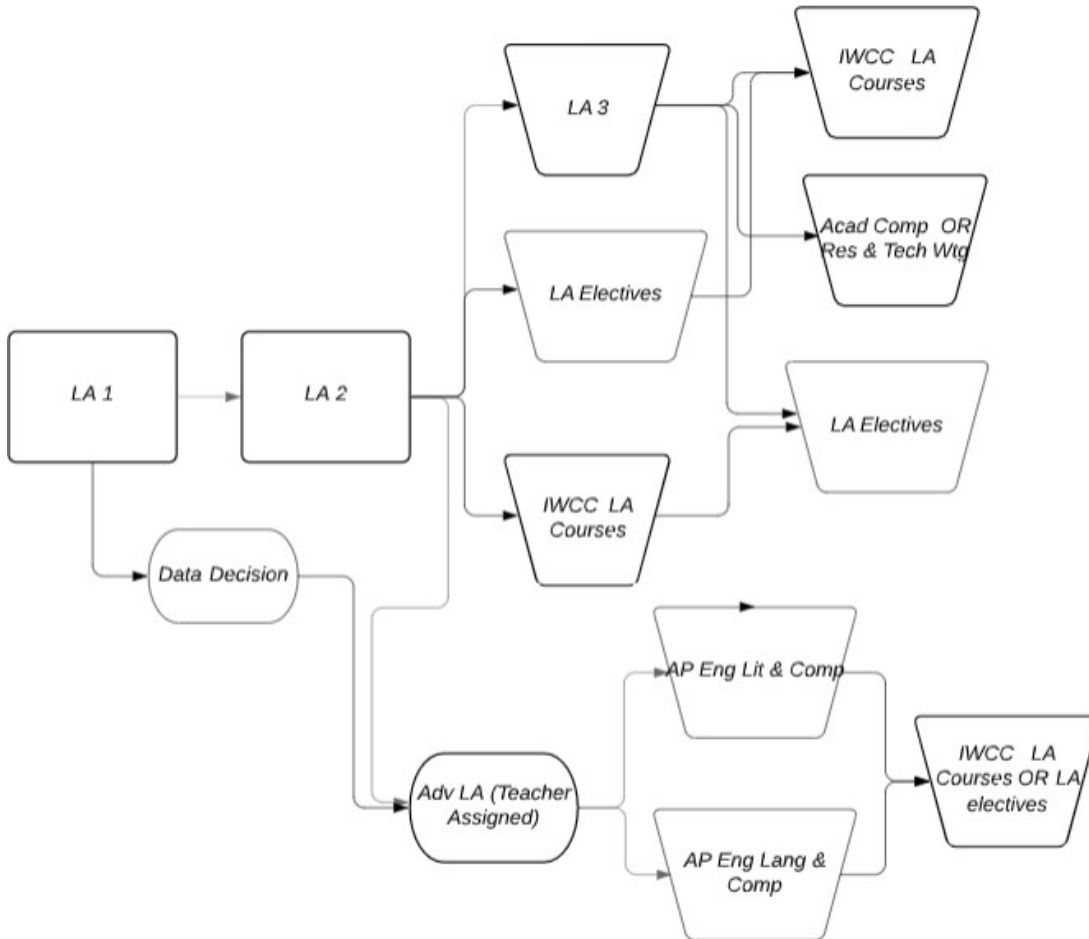 IWCC LA
Courses
LA 3
Acad Comp OR
Res & Tech Wtg
LA Electives
LA 1
LA 2
LA Electives
IWCC LA
Courses
Data Decision
AP Eng Lit & Comp
IWCC LA
Courses OR LA
electives
Adv LA (Teacher
Assigned)
AP Eng Lang &
Comp